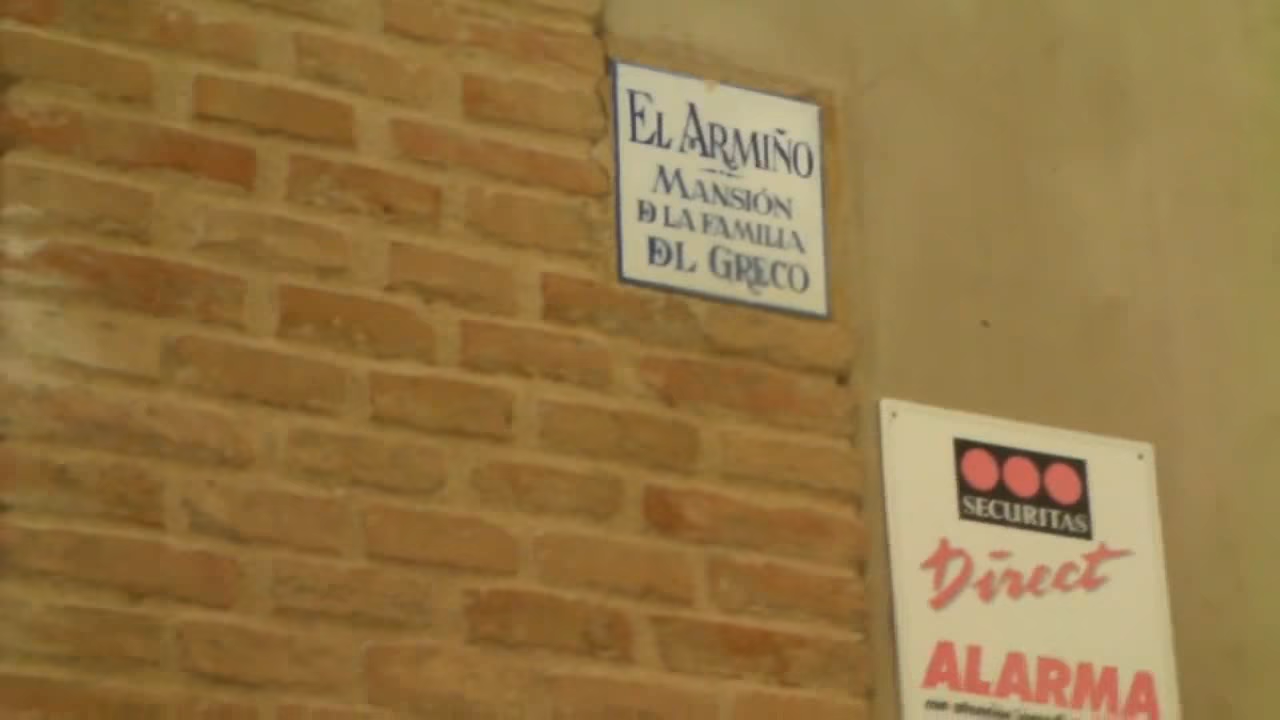 EL ARMIÑO
MANSIÓN
D LA FAMILIA
DL GRECO
SECURITAS
Direct
ALARMA